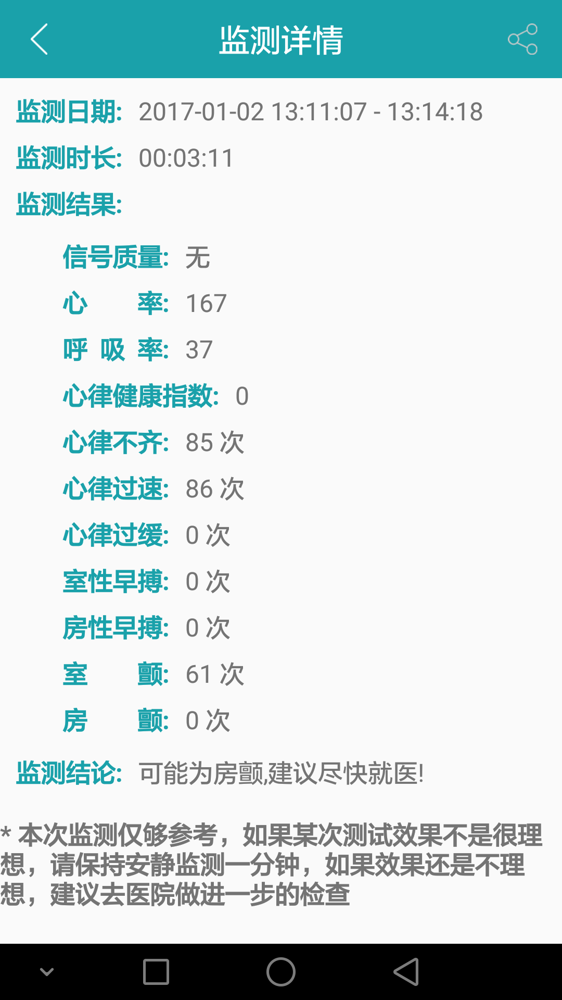 监测详情
监测日期: 2017-01-02 13:11:07 - 13:14:18
监测时长: 00:03:11
监测结果:
信号质量: 无
心 率: 167
呼 吸 率: 37
心律健康指数: 0
心律不齐: 85 次
心律过速: 86 次
心律过缓: 0 次
室性早搏: 0 次
房性早搏: 0 次
室 颤: 61 次
房 颤: 0 次
监测结论: 可能为房颤,建议尽快就医!
* 本次监测仅够参考，如果某次测试效果不是很理
想，请保持安静监测一分钟，如果效果还是不理
想，建议去医院做进一步的检查